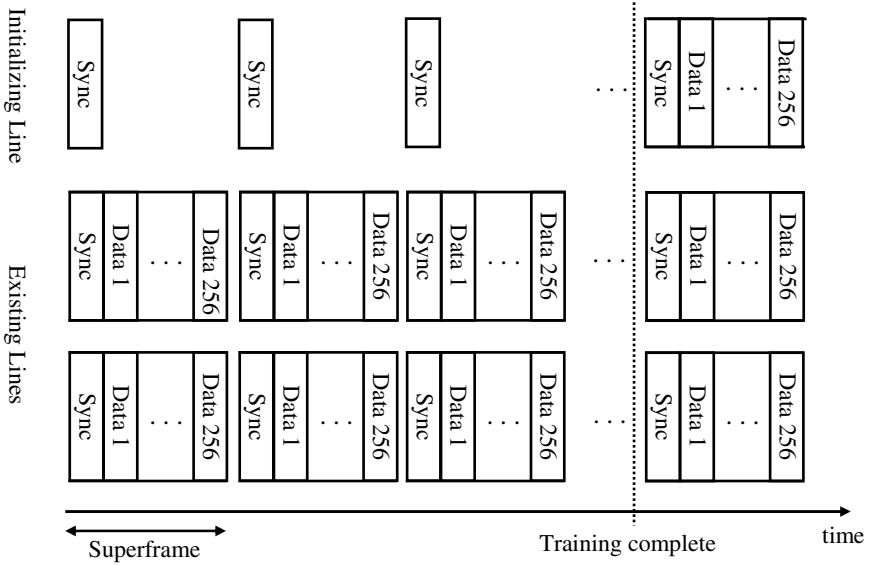 Initializing Line
Sync
Sync
Sync
. . .
Sync
Data 1
. . .
Data 256
Existing Lines
Sync
Data 1
. . .
Data 256
Sync
Data 1
. . .
Data 256
Sync
Data 1
. . .
Data 256
. . .
Sync
Data 1
. . .
Data 256
Sync
Data 1
. . .
Data 256
Sync
Data 1
. . .
Data 256
Sync
Data 1
. . .
Data 256
. . .
Sync
Data 1
. . .
Data 256
Superframe
Training complete
time